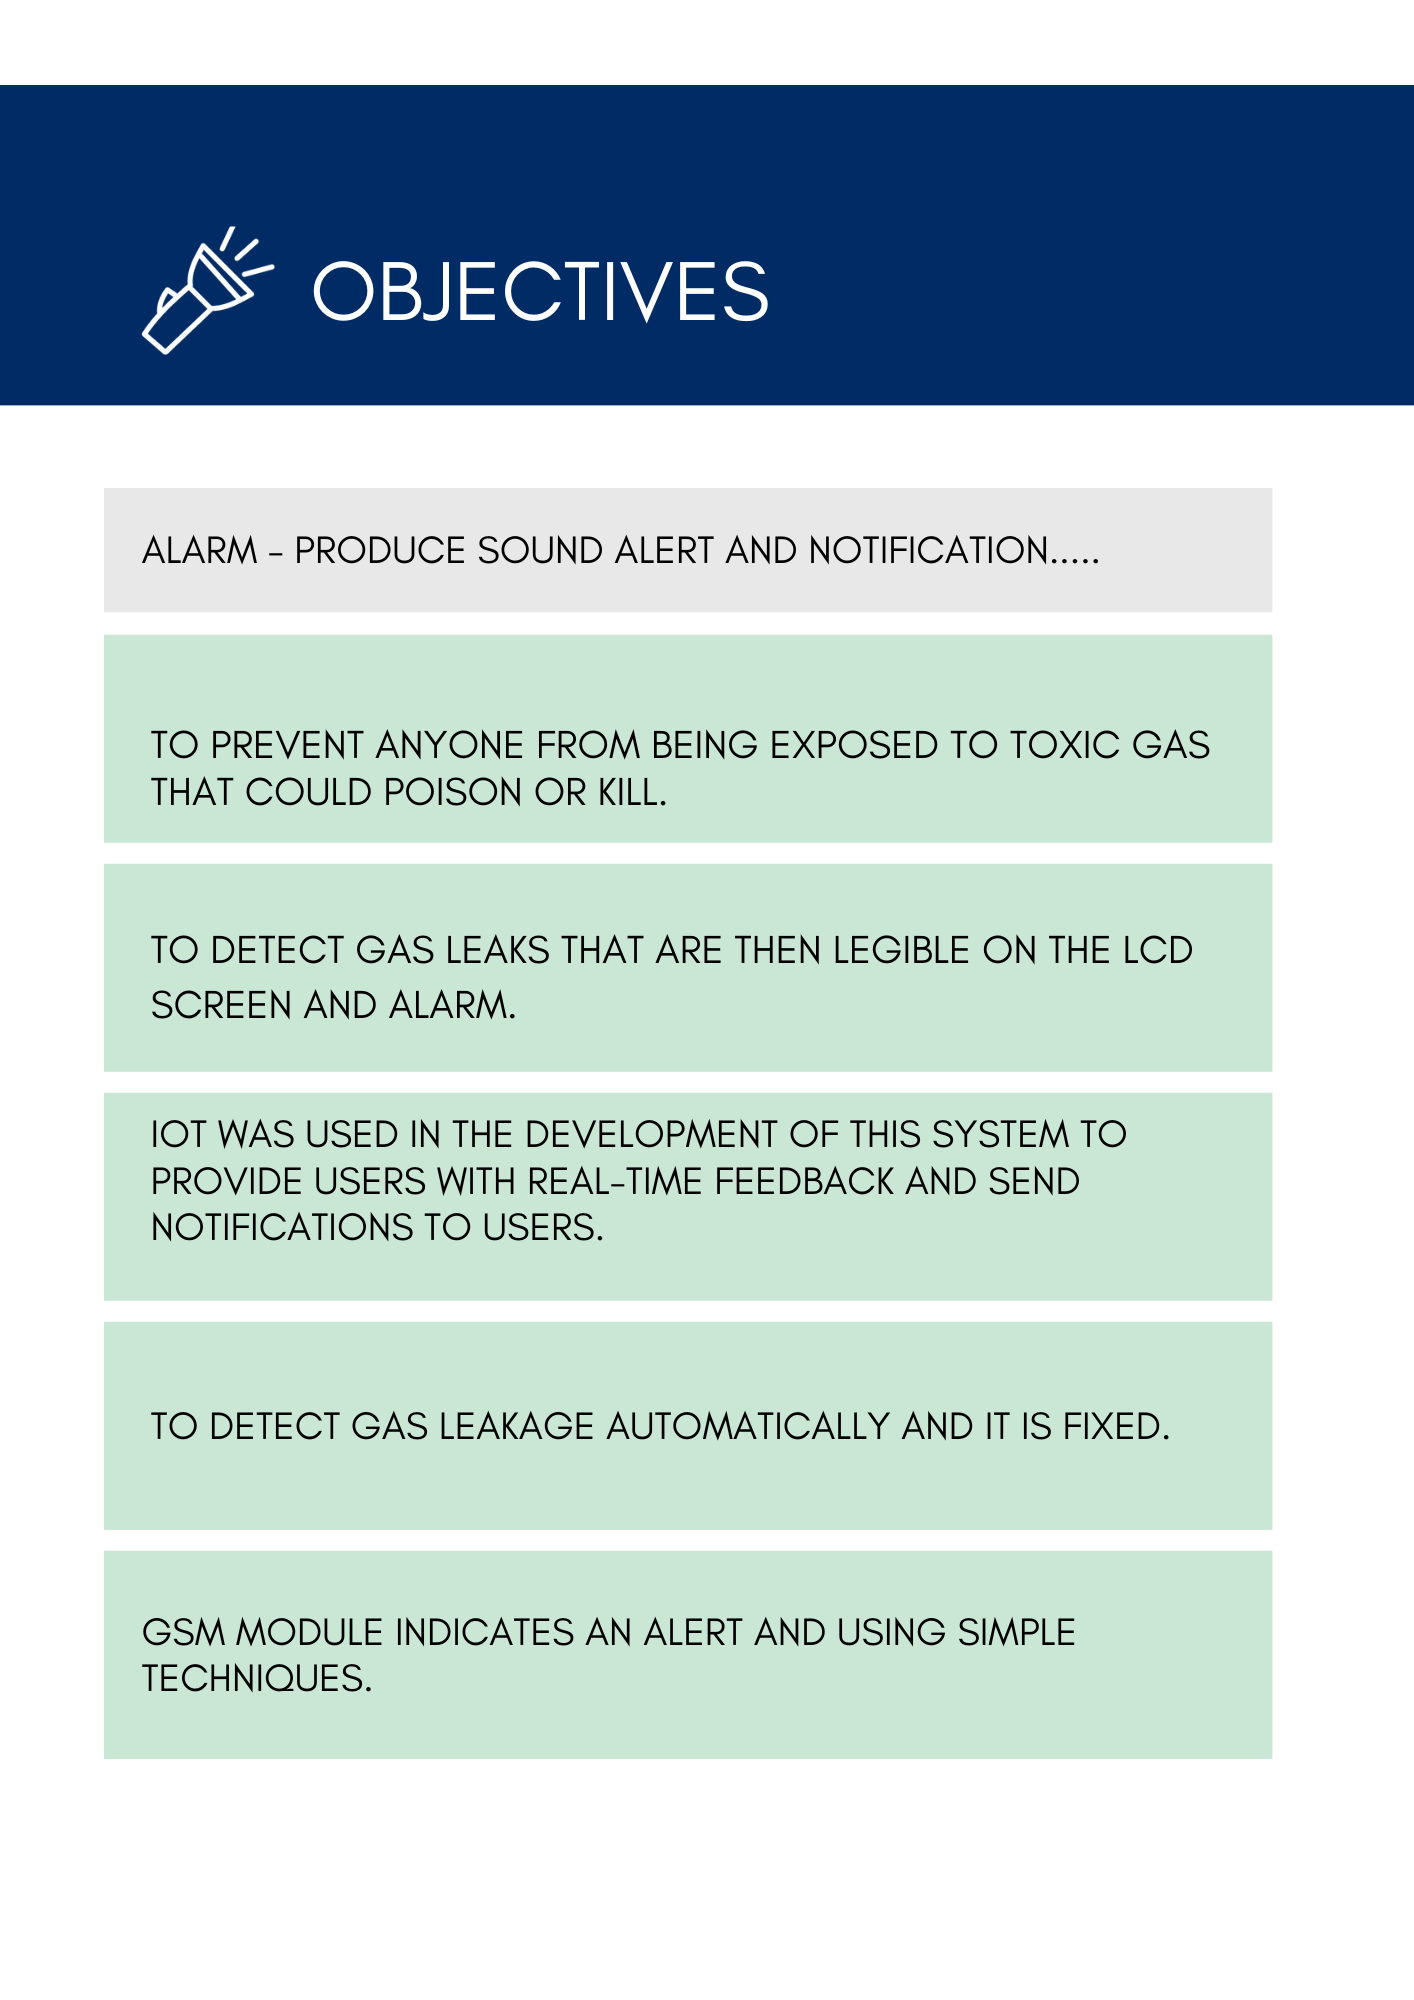 OBJECTIVES
ALARM - PRODUCE SOUND ALERT AND NOTIFICATION.....
TO PREVENT ANYONE FROM BEING EXPOSED TO TOXIC GAS
THAT COULD POISON OR KILL.
TO DETECT GAS LEAKS THAT ARE THEN LEGIBLE ON THE LCD
SCREEN AND ALARM.
IOT WAS USED IN THE DEVELOPMENT OF THIS SYSTEM TO
PROVIDE USERS WITH REAL-TIME FEEDBACK AND SEND
NOTIFICATIONS TO USERS.
TO DETECT GAS LEAKAGE AUTOMATICALLY AND IT IS FIXED.
GSM MODULE INDICATES AN ALERT AND USING SIMPLE
TECHNIQUES.